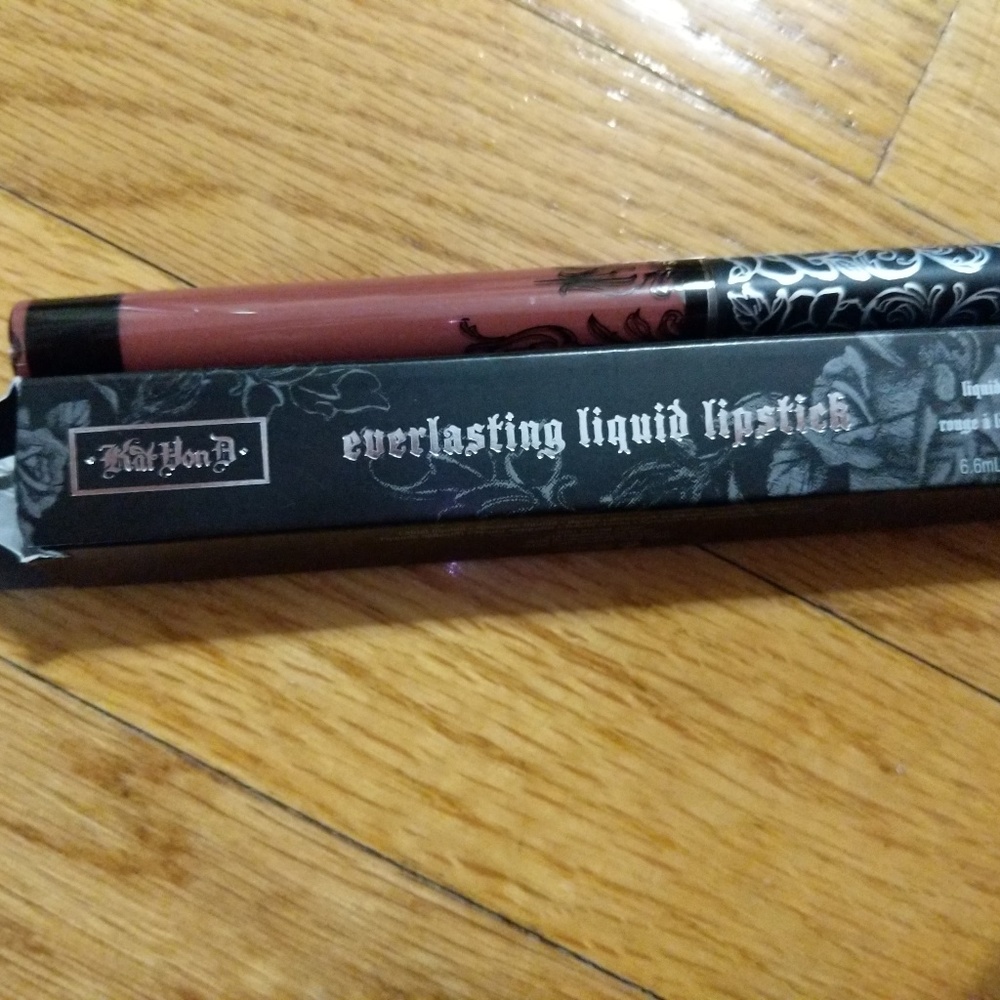 ·Kat Von D·
everlasting liquid lipstick
liquid
rouge à l
6.6mL